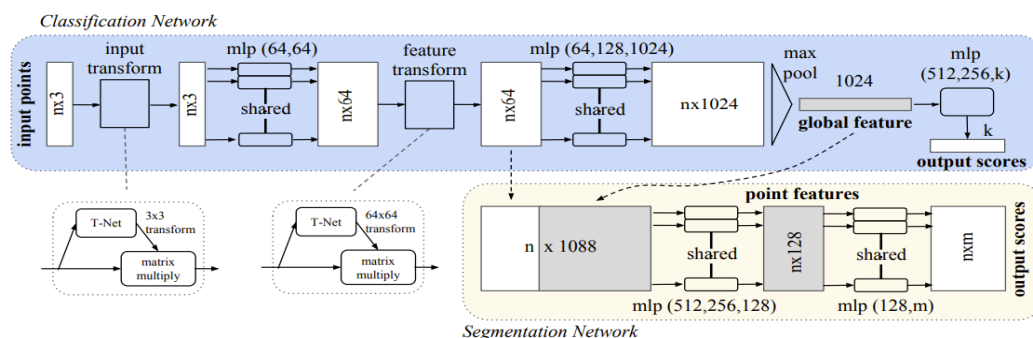 Classification Network
input points
nx3
input
transform
nx3
mlp (64,64)
shared
nx64
feature
transform
nx64
mlp (64,128,1024)
shared
nx1024
max
pool
1024
global feature
mlp
(512,256,k)
k
output scores
T-Net
3x3
transform
matrix
multiply
T-Net
64x64
transform
matrix
multiply
point features
n x 1088
shared
mlp (512,256,128)
nx128
shared
mlp (128,m)
nxm
output scores
Segmentation Network